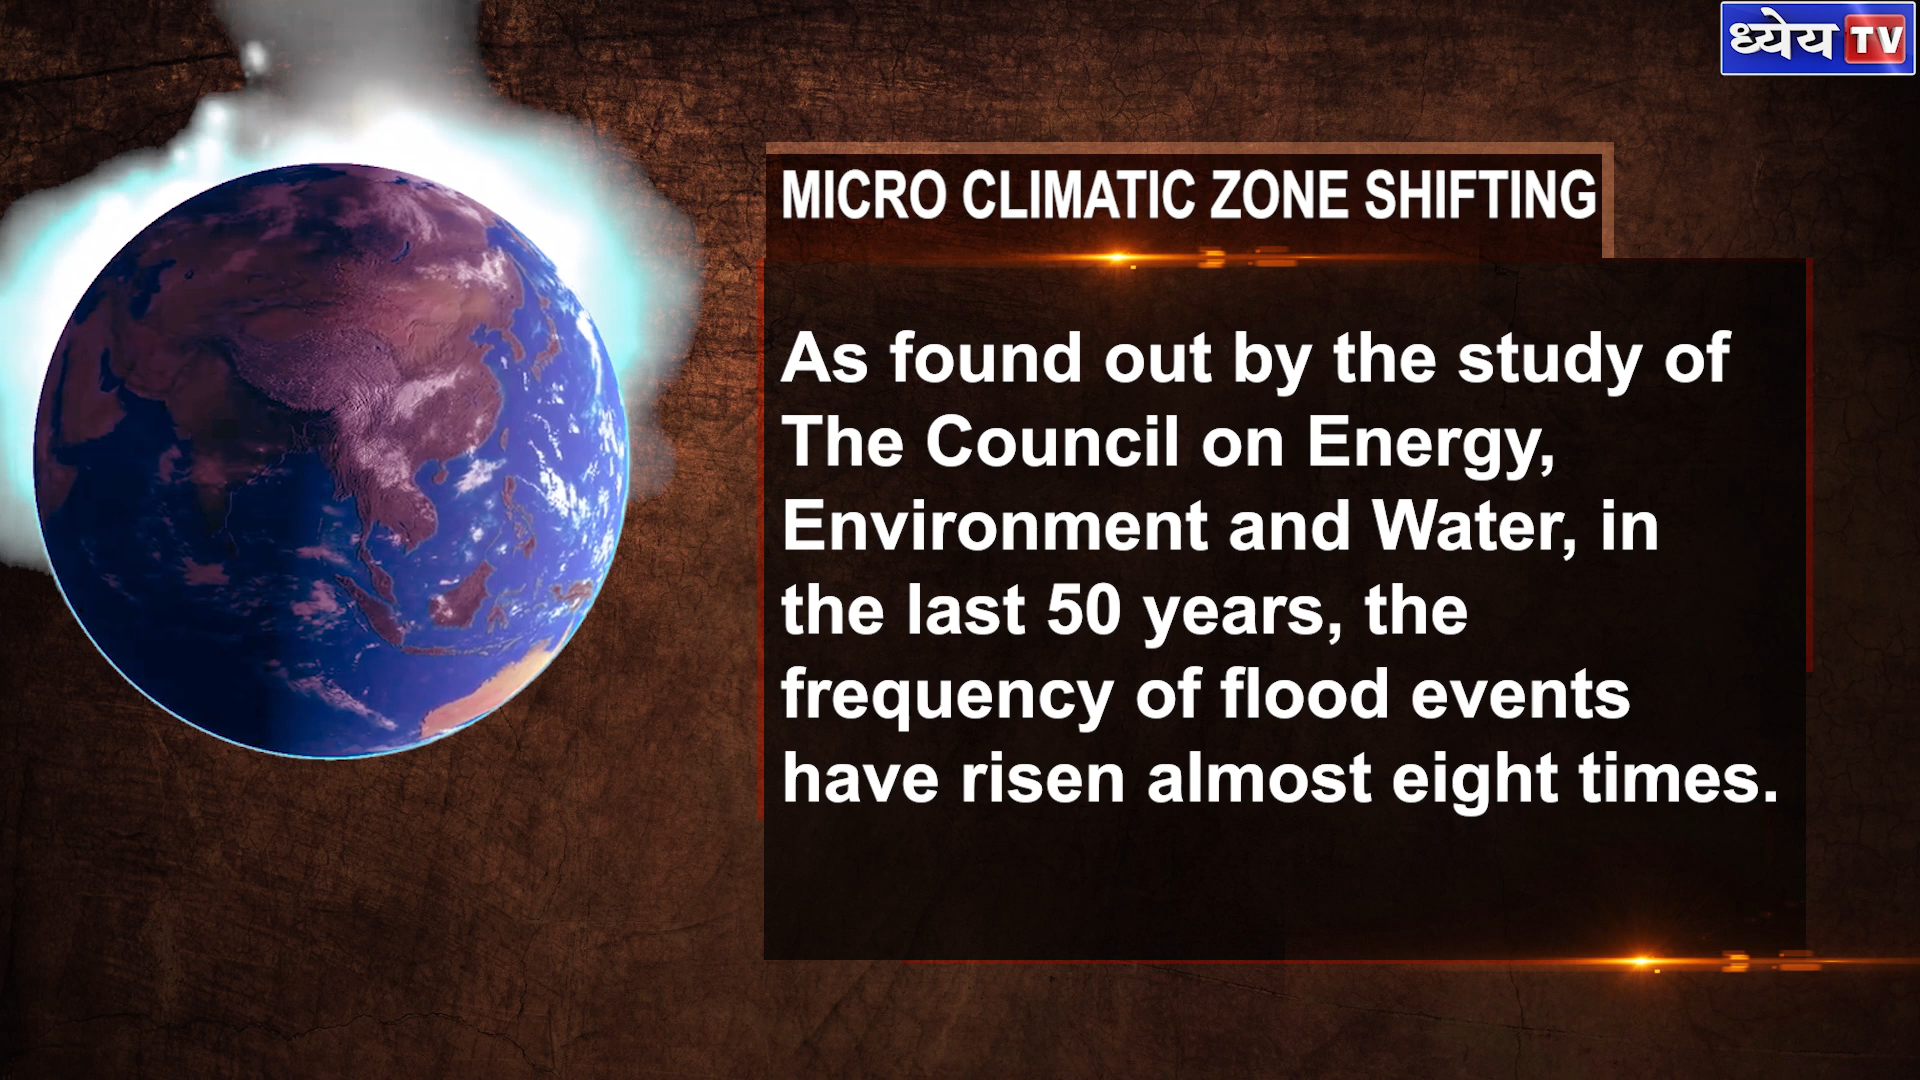 ध्येय TV
MICRO CLIMATIC ZONE SHIFTING
As found out by the study of
The Council on Energy,
Environment and Water, in
the last 50 years, the
frequency of flood events
have risen almost eight times.